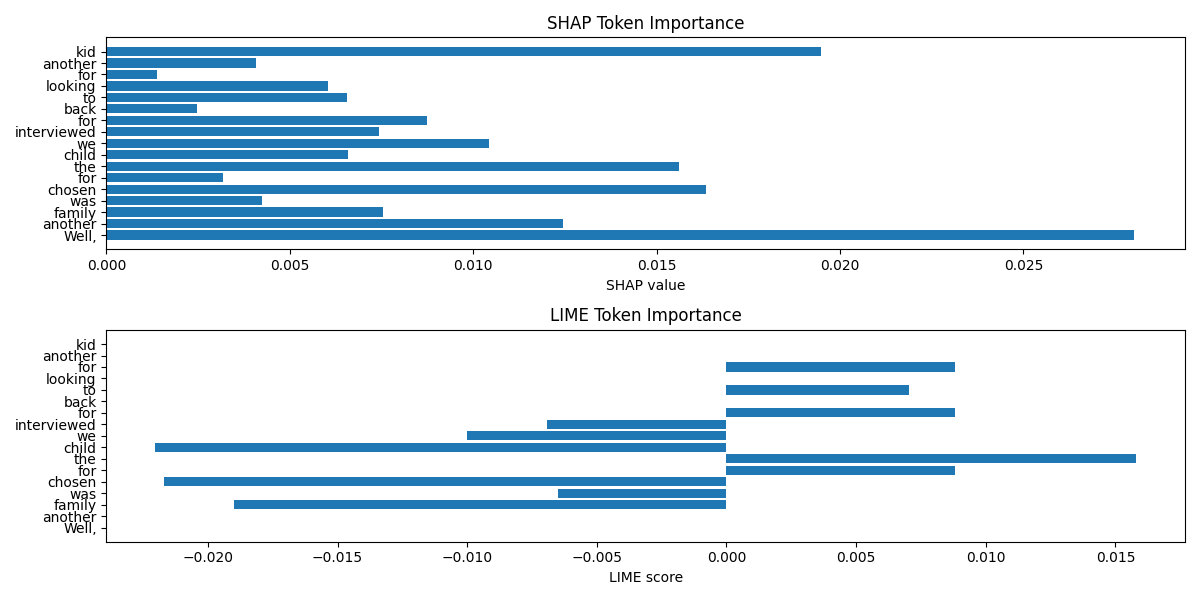 SHAP Token Importance
kid
another
for
looking
to
back
for
interviewed
we
child
the
for
chosen
was
family
another
Well,
0.000 0.005 0.010 0.015 0.020 0.025
SHAP value
LIME Token Importance
kid
another
for
looking
to
back
for
interviewed
we
child
the
for
chosen
was
family
another
Well,
−0.020 −0.015 −0.010 −0.005 0.000 0.005 0.010 0.015
LIME score